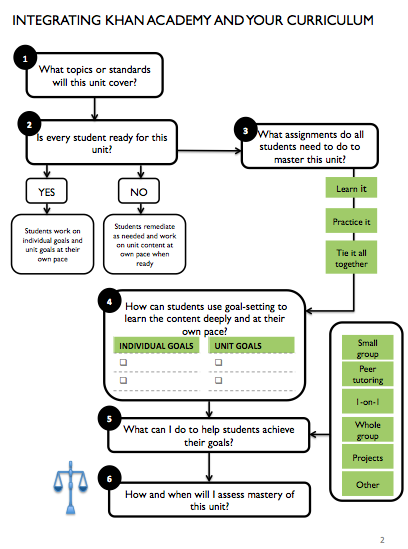 INTEGRATING KHAN ACADEMY AND YOUR CURRICULUM
1
What topics or standards
will this unit cover?
2
Is every student ready for this
unit?
3
What assignments do all
students need to do to
master this unit?
YES
NO
Students work on
individual goals and
unit goals at their
own pace
Students remediate
as needed and work
on unit content at
own pace when
ready
Learn it
Practice it
Tie it all
together
4
How can students use goal-setting to
learn the content deeply and at their
own pace?
INDIVIDUAL GOALS
UNIT GOALS
5
What can I do to help students achieve
their goals?
Small
group
Peer
tutoring
1-on-1
Whole
group
Projects
Other
6
How and when will I assess mastery of
this unit?
2